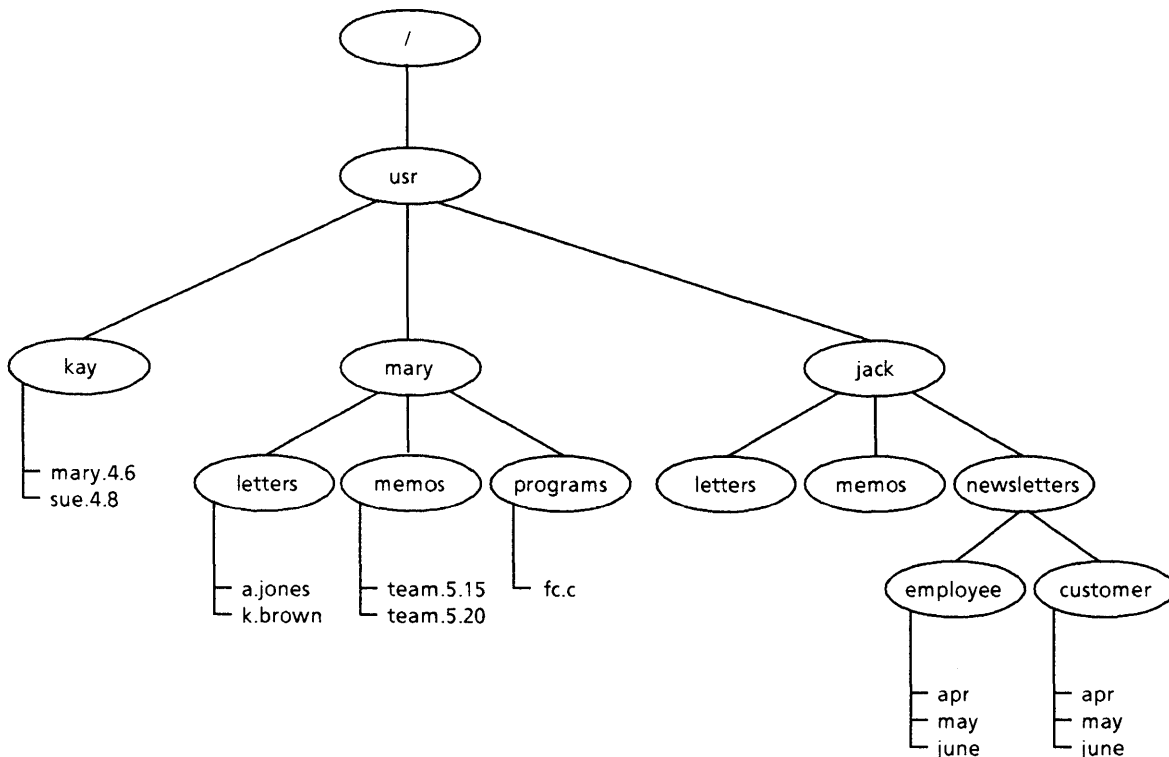 /
usr
kay
mary
jack
letters
memos
programs
letters
memos
newsletters
mary.4.6
sue.4.8
a.jones
k.brown
team.5.15
team.5.20
fc.c
employee
customer
apr
may
june
apr
may
june